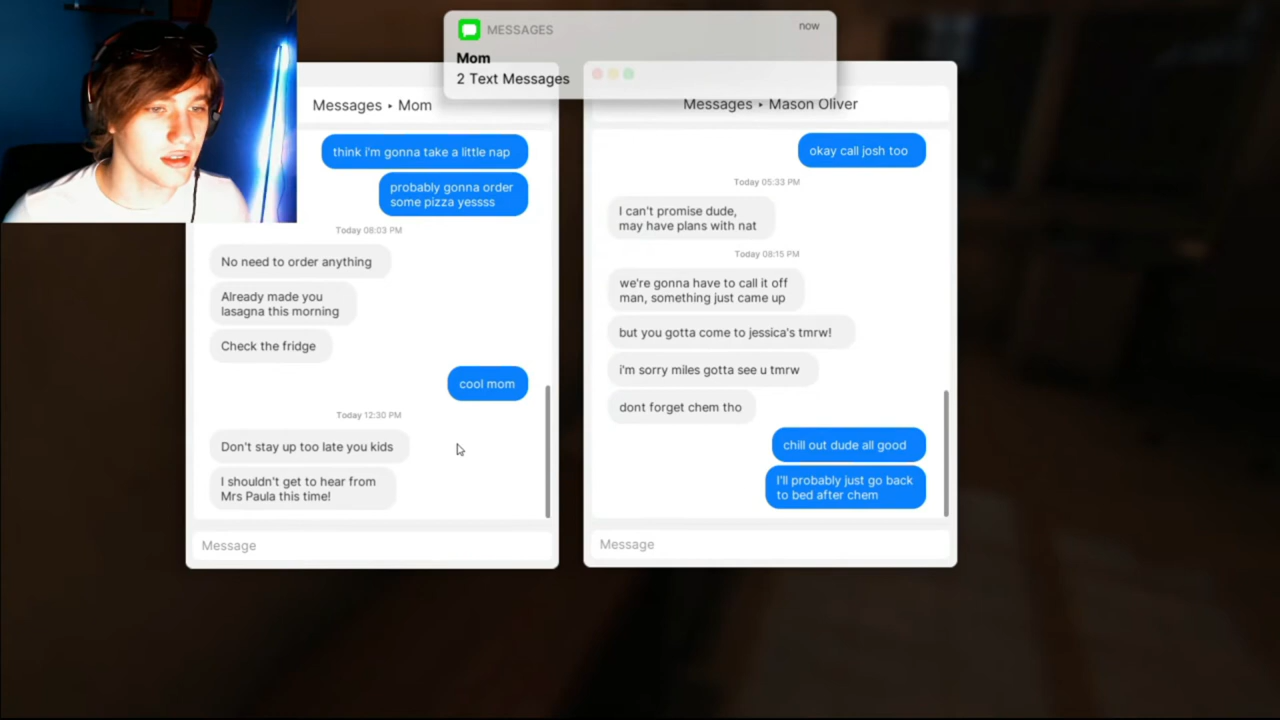 MESSAGES
now
Mom
2 Text Messages
Messages ▸ Mom
think i'm gonna take a little nap
probably gonna order
some pizza yessss
Today 08:03 PM
No need to order anything
Already made you
lasagna this morning
Check the fridge
cool mom
Today 12:30 PM
Don't stay up too late you kids
I shouldn't get to hear from
Mrs Paula this time!
Message
Messages ▸ Mason Oliver
okay call josh too
Today 05:33 PM
I can't promise dude,
may have plans with nat
Today 08:15 PM
we're gonna have to call it off
man, something just came up
but you gotta come to jessica's tmrw!
i'm sorry miles gotta see u tmrw
dont forget chem tho
chill out dude all good
I'll probably just go back
to bed after chem
Message